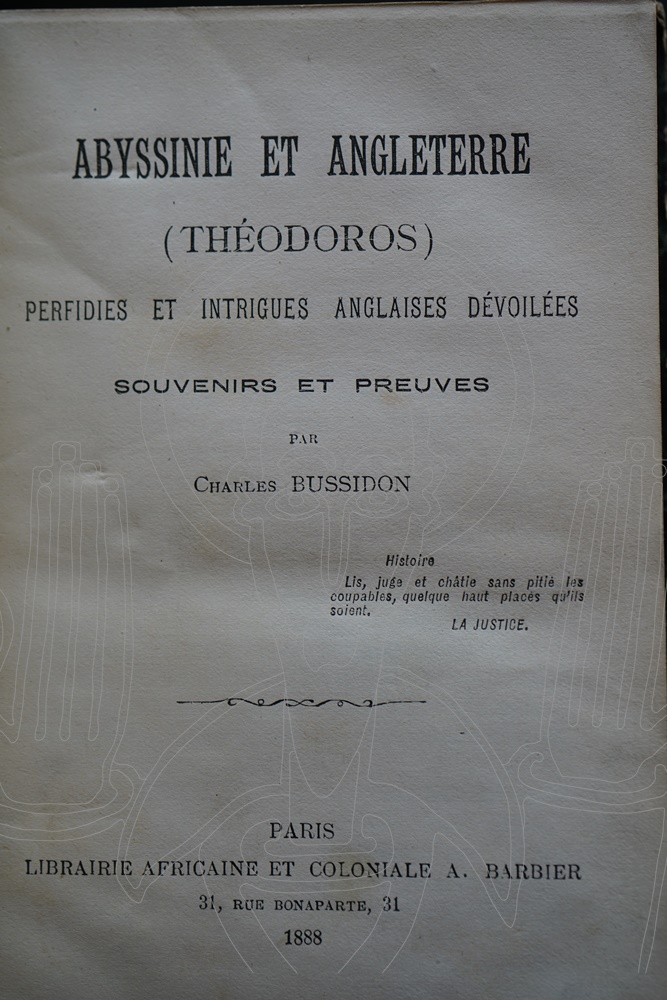 ABYSSINIE ET ANGLETERRE
(THÉODOROS)
PERFIDIES ET INTRIGUES ANGLAISES DÉVOILÉES
SOUVENIRS ET PREUVES
PAR
CHARLES BUSSIDON
Histoire
Lis, juge et châtie sans pitié les
coupables, quelque haut placés qu'ils
soient.
LA JUSTICE.
PARIS
LIBRAIRIE AFRICAINE ET COLONIALE A. BARBIER
31, RUE BONAPARTE, 31
1888